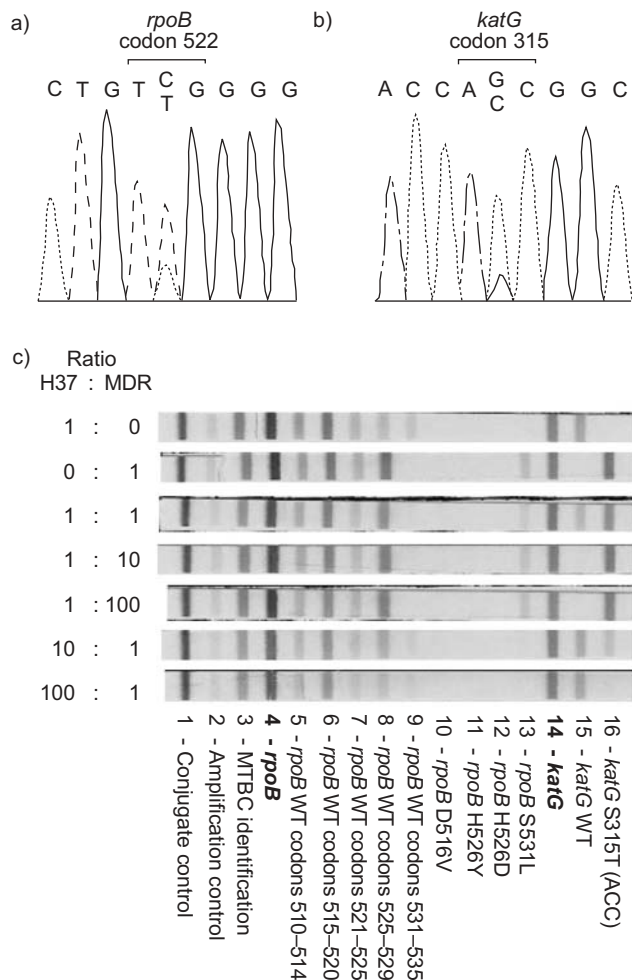 a)
rpoB
codon 522
C T G T C G G G G
T
b)
katG
codon 315
A C C A G C G G C
C
c)
Ratio
H37 : MDR
1 : 0
0 : 1
1 : 1
1 : 10
1 : 100
10 : 1
100 : 1
1 - Conjugate control
2 - Amplification control
3 - MTBC identification
4 - rpoB
5 - rpoB WT codons 510–514
6 - rpoB WT codons 515–520
7 - rpoB WT codons 521–525
8 - rpoB WT codons 525–529
9 - rpoB WT codons 531–535
10 - rpoB D516V
11 - rpoB H526Y
12 - rpoB H526D
13 - rpoB S531L
14 - katG
15 - katG WT
16 - katG S315T (ACC)